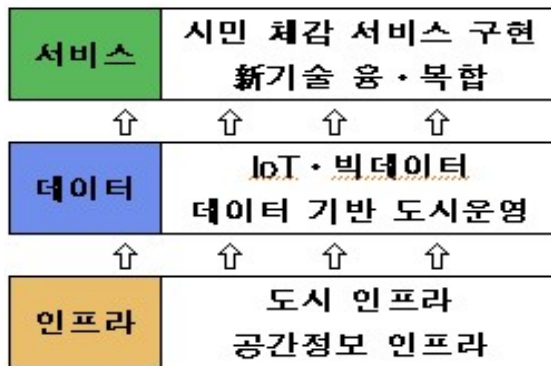 서비스
시민 체감 서비스 구현
新기술 융·복합
⇧ ⇧ ⇧ ⇧
데이터
IoT·빅데이터
데이터 기반 도시운영
⇧ ⇧ ⇧ ⇧
인프라
도시 인프라
공간정보 인프라